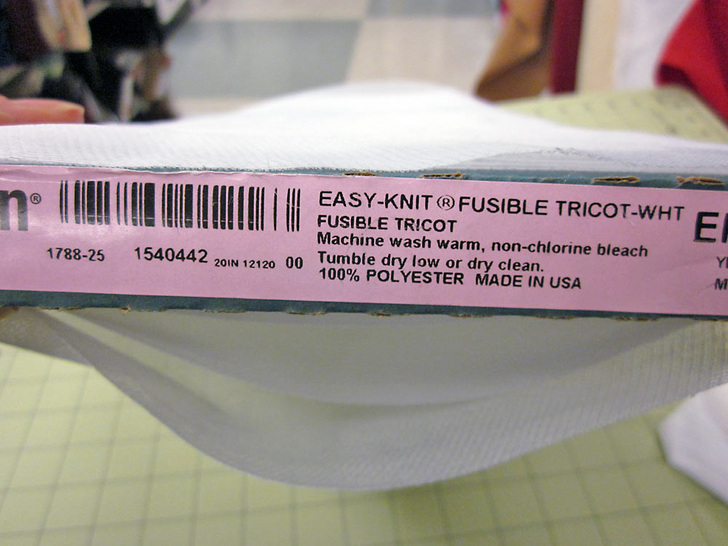 EASY-KNIT ® FUSIBLE TRICOT-WHT
FUSIBLE TRICOT
Machine wash warm, non-chlorine bleach
Tumble dry low or dry clean.
100% POLYESTER MADE IN USA
1788-25 1540442 20IN 12120 00